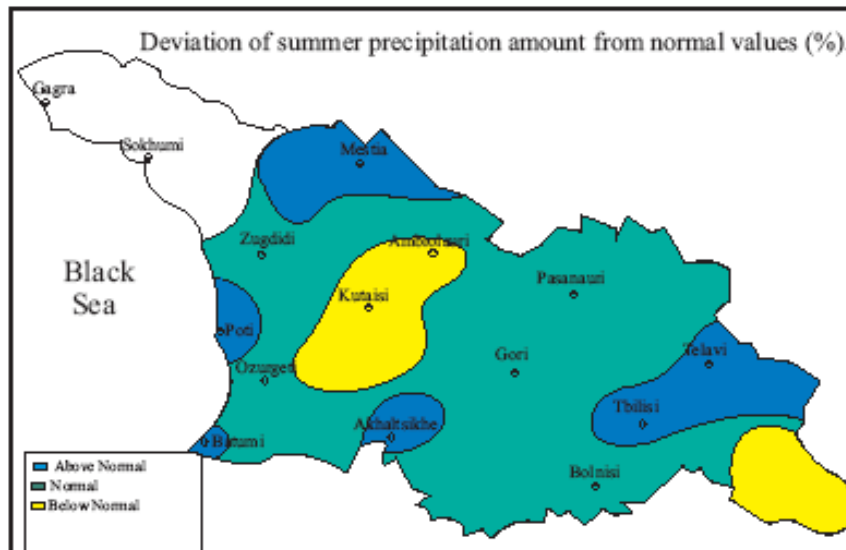 Deviation of summer precipitation amount from normal values (%)
Gagra
Sokhumi
Mestia
Zugdidi
Ambrolauri
Black
Sea
Kutaisi
Pasanauri
Poti
Ozurgeti
Gori
Telavi
Tbilisi
Akhaltsikhe
Batumi
Bolnisi
Above Normal
Normal
Below Normal